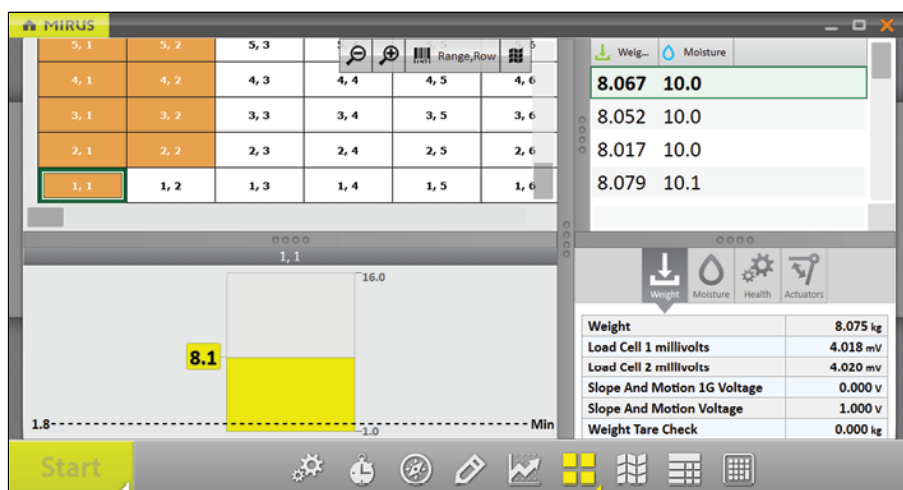 MIRUS
5, 1 5, 2 5, 3
Range,Row
4, 1 4, 2 4, 3 4, 4 4, 5 4, 6
3, 1 3, 2 3, 3 3, 4 3, 5 3, 6
2, 1 2, 2 2, 3 2, 4 2, 5 2, 6
1, 1 1, 2 1, 3 1, 4 1, 5 1, 6
Weig... Moisture
8.067 10.0
8.052 10.0
8.017 10.0
8.079 10.1
1, 1
16.0
8.1
1.8 Min
1.0
Weight Moisture Health Actuators
Weight 8.075 kg
Load Cell 1 millivolts 4.018 mV
Load Cell 2 millivolts 4.020 mV
Slope And Motion 1G Voltage 0.000 V
Slope And Motion Voltage 1.000 V
Weight Tare Check 0.000 kg
Start